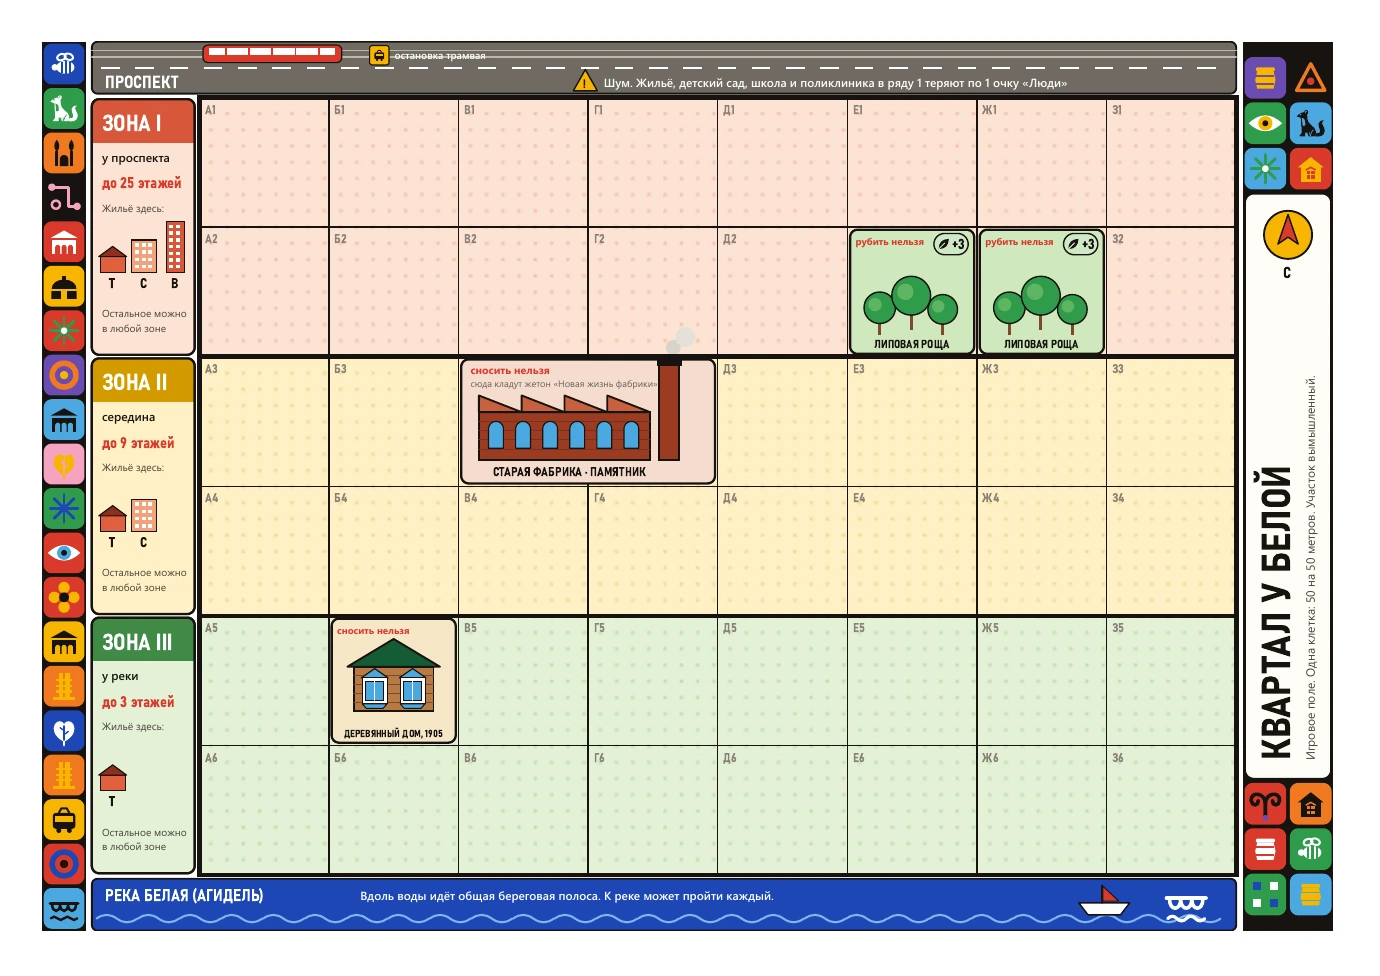 остановка трамвая
ПРОСПЕКТ
! Шум. Жильё, детский сад, школа и поликлиника в ряду 1 теряют по 1 очку «Люди»
ЗОНА I
у проспекта
до 25 этажей
Жильё здесь:
Т С В
Остальное можно
в любой зоне
А1 Б1 В1 Г1 Д1 Е1 Ж1 З1
А2 Б2 В2 Г2 Д2 З2
рубить нельзя +3
ЛИПОВАЯ РОЩА
рубить нельзя +3
ЛИПОВАЯ РОЩА
ЗОНА II
середина
до 9 этажей
Жильё здесь:
Т С
Остальное можно
в любой зоне
А3 Б3 Д3 Е3 Ж3 З3
сносить нельзя
сюда кладут жетон «Новая жизнь фабрики»
СТАРАЯ ФАБРИКА · ПАМЯТНИК
А4 Б4 В4 Г4 Д4 Е4 Ж4 З4
ЗОНА III
у реки
до 3 этажей
Жильё здесь:
Т
Остальное можно
в любой зоне
А5 В5 Г5 Д5 Е5 Ж5 З5
сносить нельзя
ДЕРЕВЯННЫЙ ДОМ, 1905
А6 Б6 В6 Г6 Д6 Е6 Ж6 З6
РЕКА БЕЛАЯ (АГИДЕЛЬ)
Вдоль воды идёт общая береговая полоса. К реке может пройти каждый.
С
КВАРТАЛ У БЕЛОЙ
Игровое поле. Одна клетка: 50 на 50 метров. Участок вымышленный.